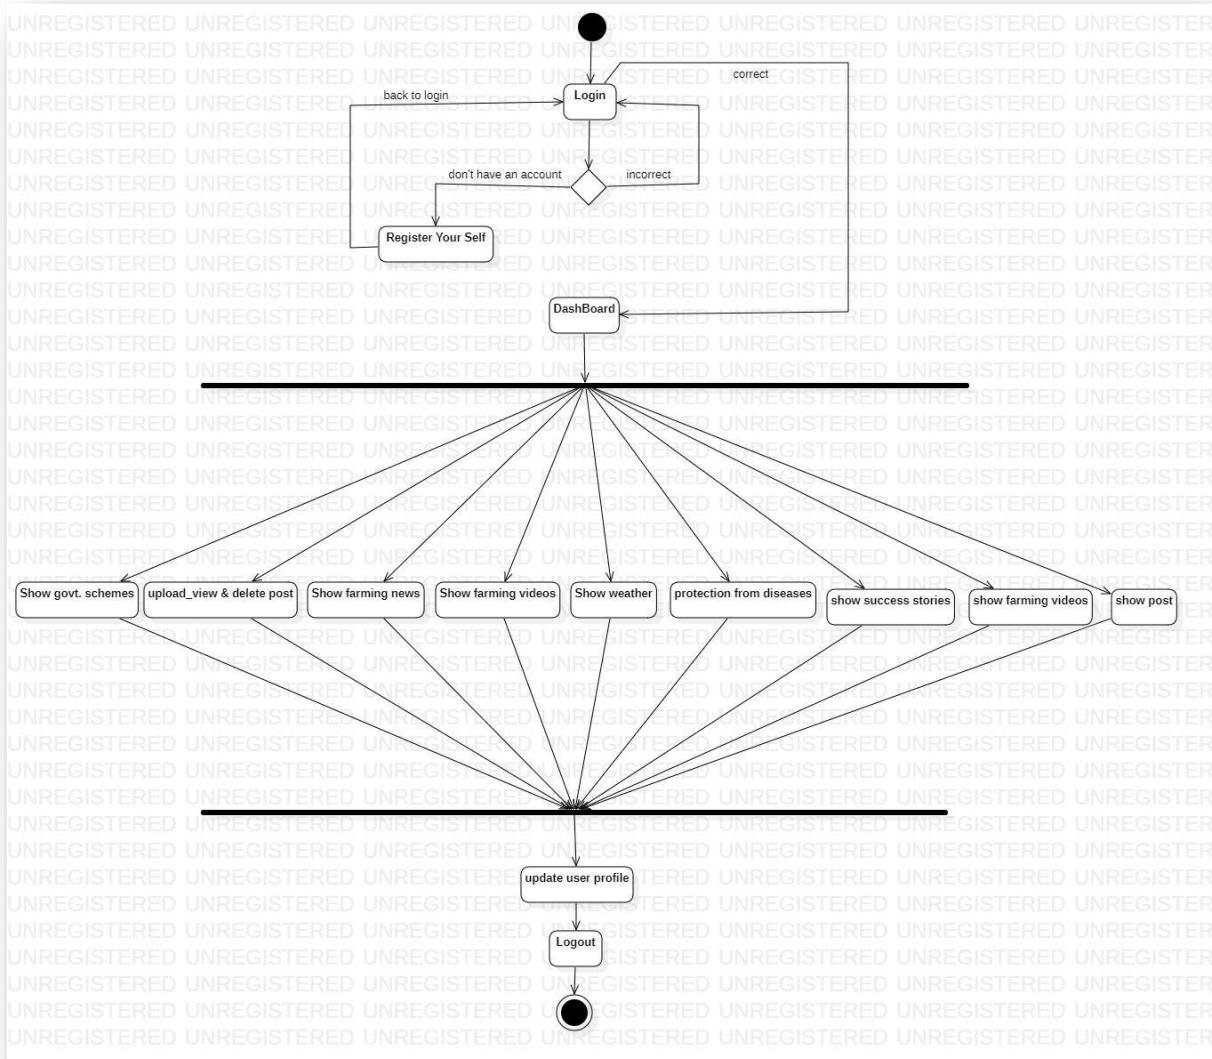 correct
back to login
Login
don't have an account
incorrect
Register Your Self
DashBoard
Show govt. schemes
upload_view & delete post
Show farming news
Show farming videos
Show weather
protection from diseases
show success stories
show farming videos
show post
update user profile
Logout
UNREGISTERED